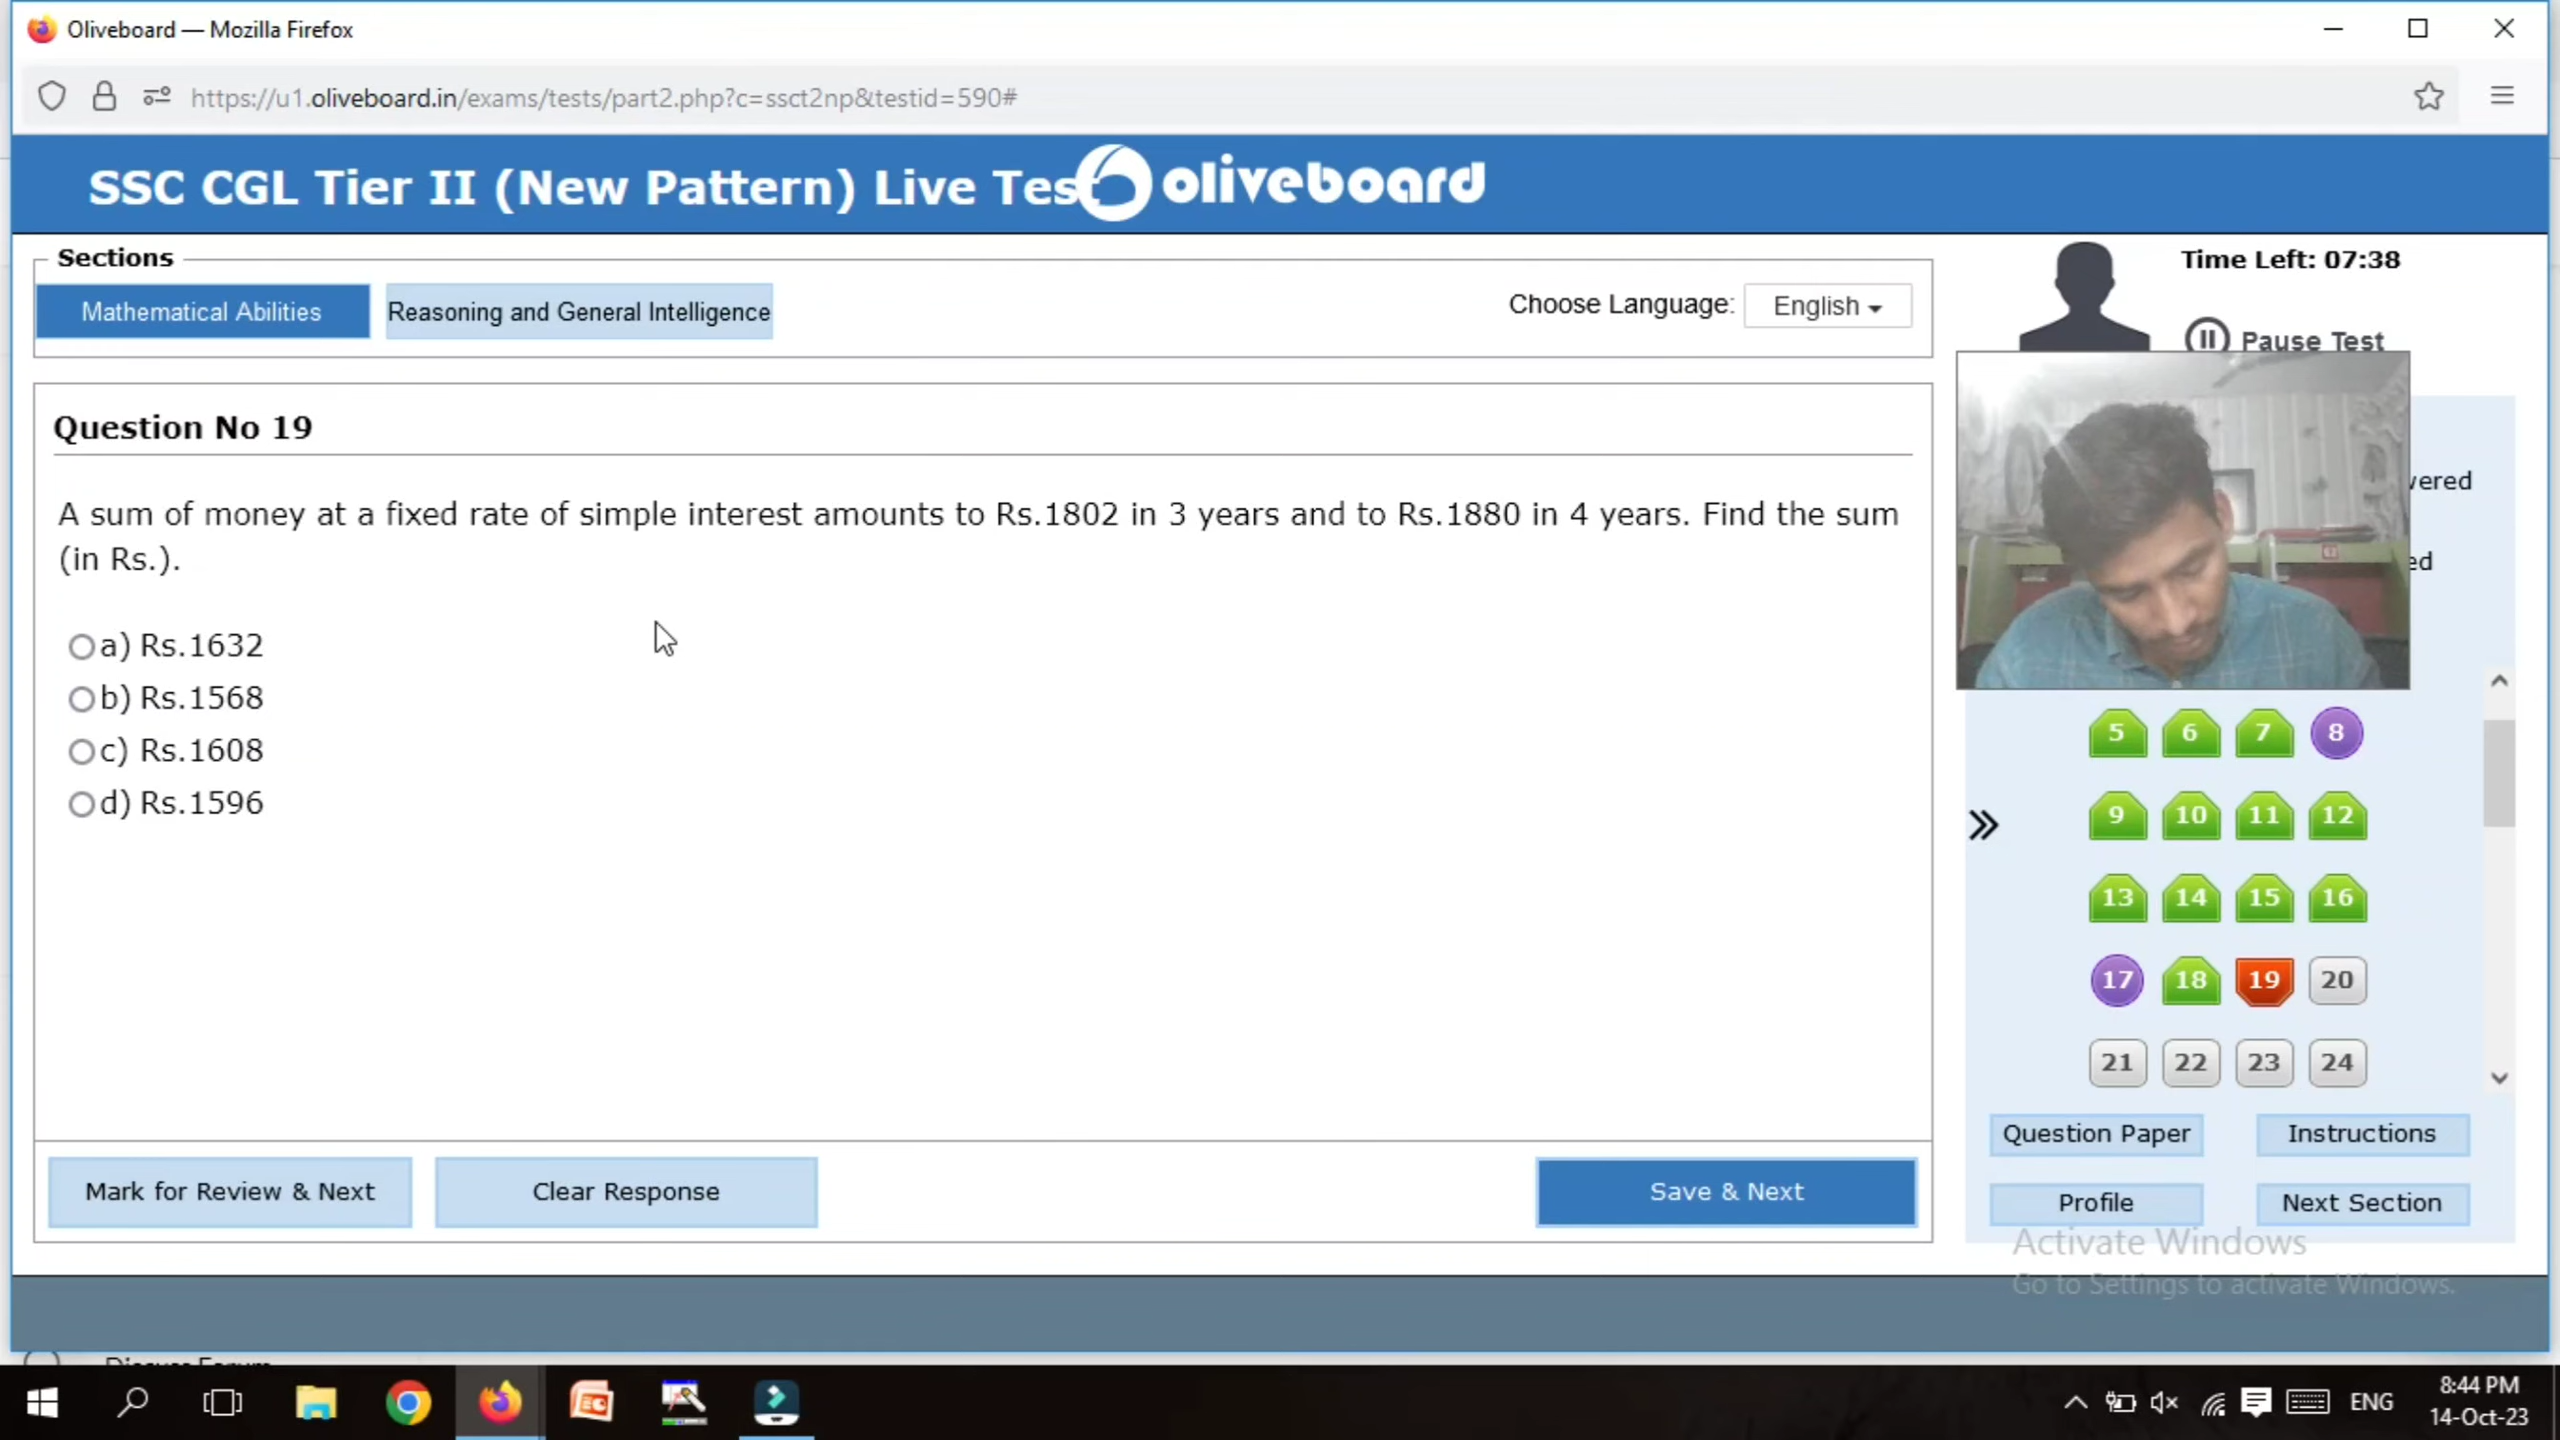 Oliveboard — Mozilla Firefox
https://u1.oliveboard.in/exams/tests/part2.php?c=ssct2np&testid=590#
SSC CGL Tier II (New Pattern) Live Tes
oliveboard
Sections
Mathematical Abilities
Reasoning and General Intelligence
Choose Language:
English
Time Left: 07:38
Pause Test
Question No 19
A sum of money at a fixed rate of simple interest amounts to Rs.1802 in 3 years and to Rs.1880 in 4 years. Find the sum
(in Rs.).
a) Rs.1632
b) Rs.1568
c) Rs.1608
d) Rs.1596
5 6 7 8
9 10 11 12
13 14 15 16
17 18 19 20
21 22 23 24
Question Paper
Instructions
Profile
Next Section
Mark for Review & Next
Clear Response
Save & Next
Activate Windows
Go to Settings to activate Windows.
Discuss Forum
ENG
8:44 PM
14-Oct-23